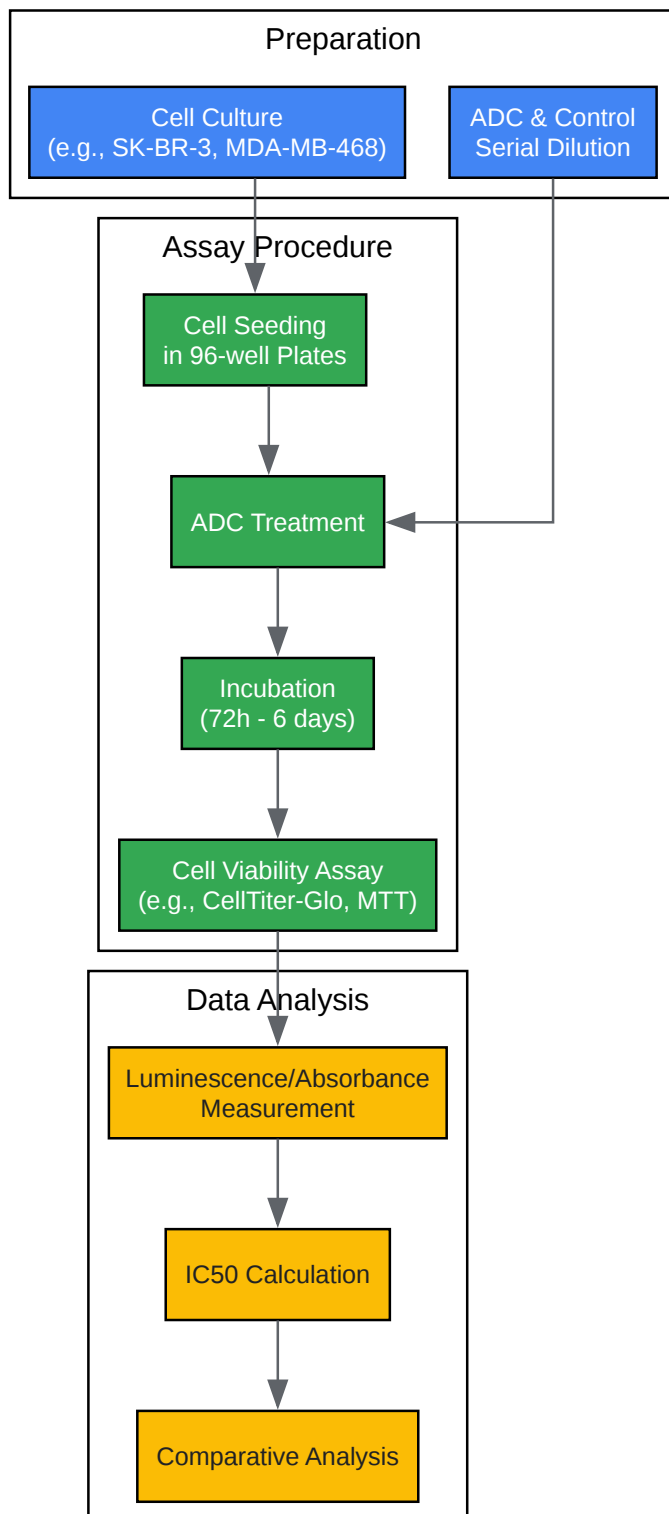 Preparation
Cell Culture
(e.g., SK-BR-3, MDA-MB-468)
ADC & Control
Serial Dilution
Assay Procedure
Cell Seeding
in 96-well Plates
ADC Treatment
Incubation
(72h - 6 days)
Cell Viability Assay
(e.g., CellTiter-Glo, MTT)
Data Analysis
Luminescence/Absorbance
Measurement
IC50 Calculation
Comparative Analysis